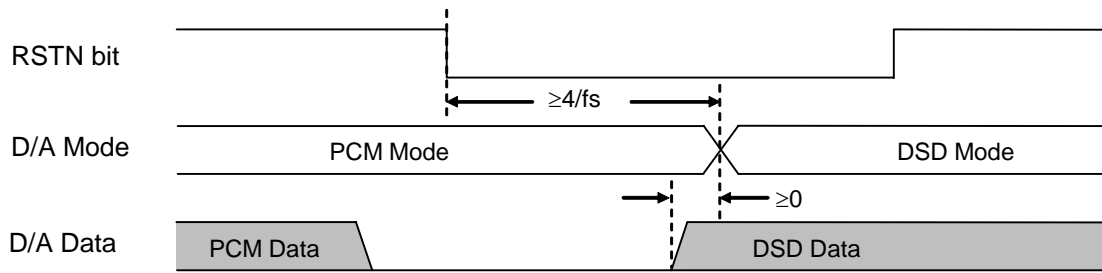 RSTN bit
≥4/fs
D/A Mode
PCM Mode
DSD Mode
≥0
D/A Data
PCM Data
DSD Data